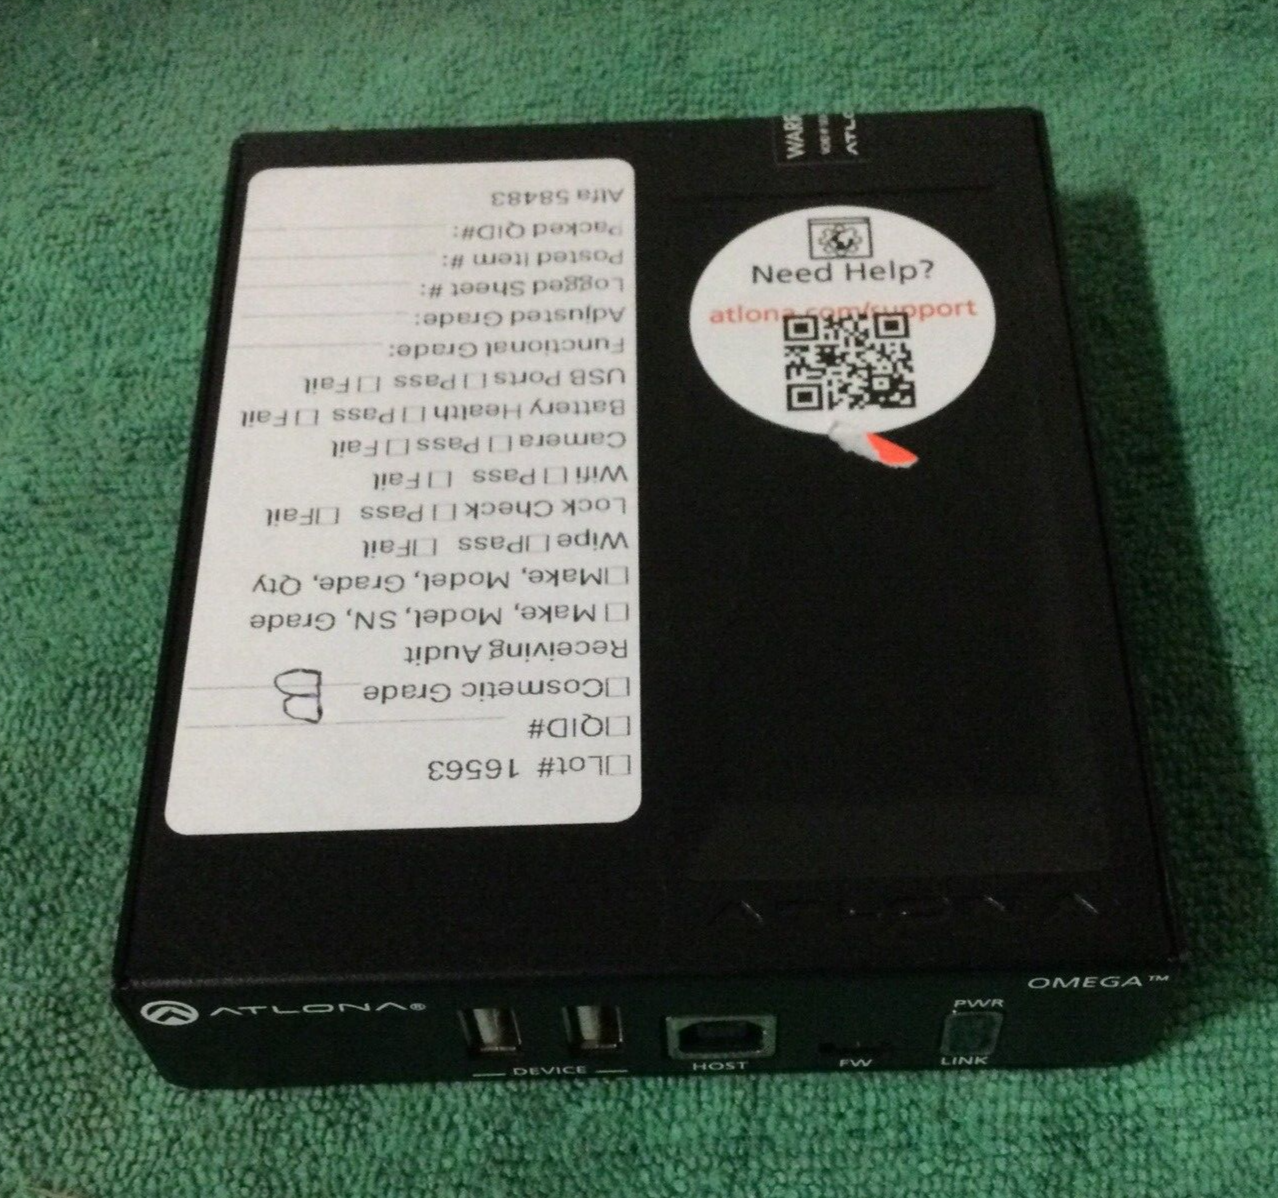 ☐Lot# 16563
☐QID#
☐Cosmetic Grade B
Receiving Audit
☐ Make, Model, SN, Grade
☐Make, Model, Grade, Qty
Wipe ☐Pass ☐Fail
Lock Check ☐ Pass ☐Fail
Wifi ☐ Pass ☐ Fail
Camera ☐ Pass ☐ Fail
Battery Health ☐ Pass ☐ Fail
USB Ports ☐ Pass ☐ Fail
Functional Grade:
Adjusted Grade:
Logged Sheet #:
Posted Item #:
Packed QID#:
Alfa 58483
Need Help?
atlona.com/support
ATLONA
ATLONA®
OMEGA™
DEVICE
HOST
FW
PWR
LINK